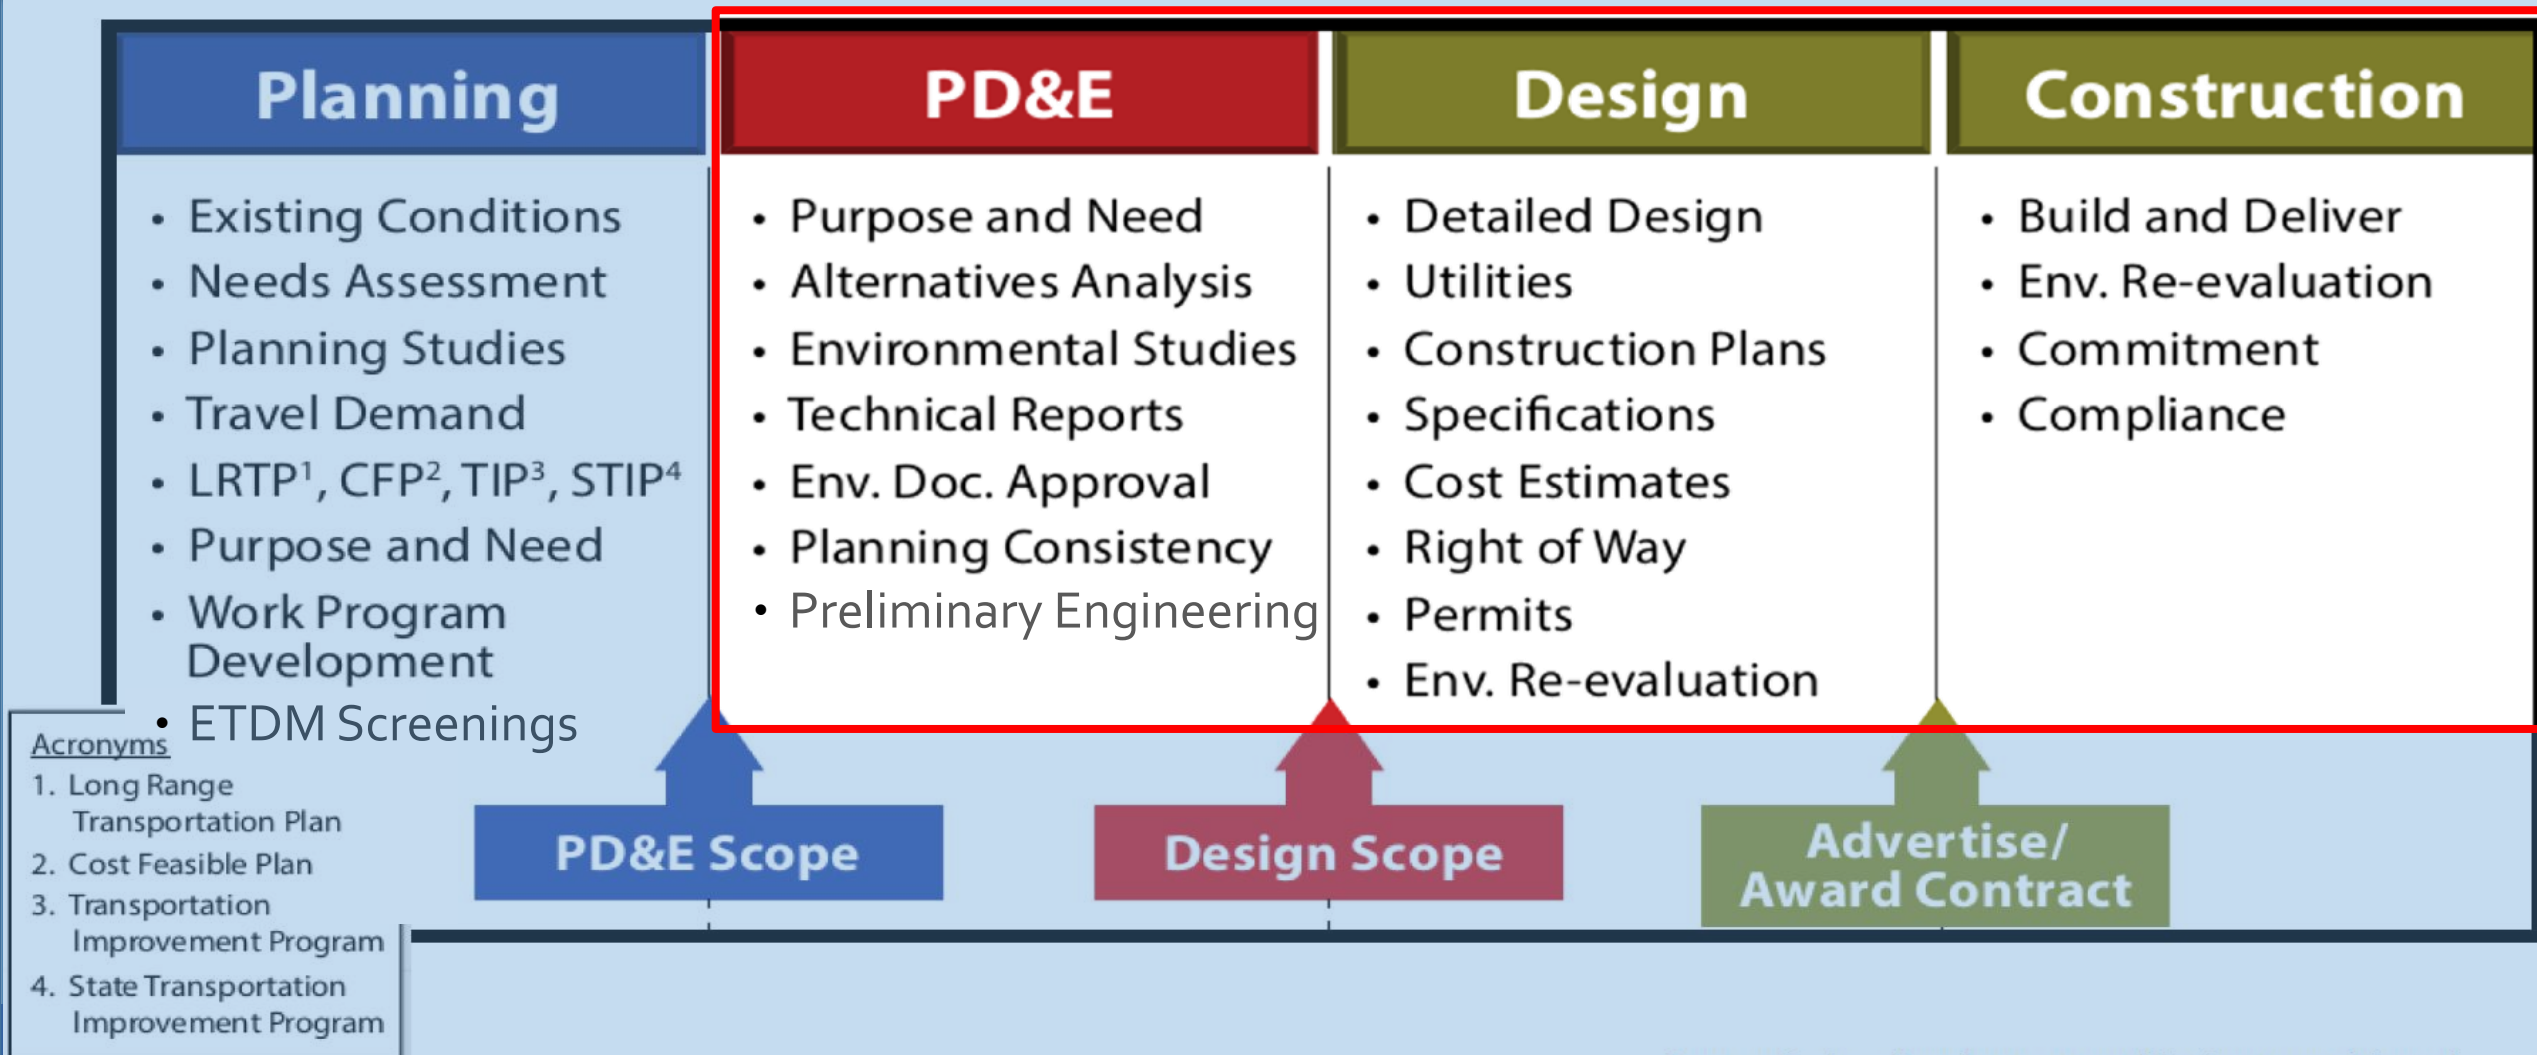 Planning
• Existing Conditions
• Needs Assessment
• Planning Studies
• Travel Demand
• LRTP¹, CFP², TIP³, STIP⁴
• Purpose and Need
• Work Program
Development
• ETDM Screenings
PD&E
• Purpose and Need
• Alternatives Analysis
• Environmental Studies
• Technical Reports
• Env. Doc. Approval
• Planning Consistency
• Preliminary Engineering
Design
• Detailed Design
• Utilities
• Construction Plans
• Specifications
• Cost Estimates
• Right of Way
• Permits
• Env. Re-evaluation
Construction
• Build and Deliver
• Env. Re-evaluation
• Commitment
• Compliance
PD&E Scope
Design Scope
Advertise/
Award Contract
Acronyms
1. Long Range
Transportation Plan
2. Cost Feasible Plan
3. Transportation
Improvement Program
4. State Transportation
Improvement Program